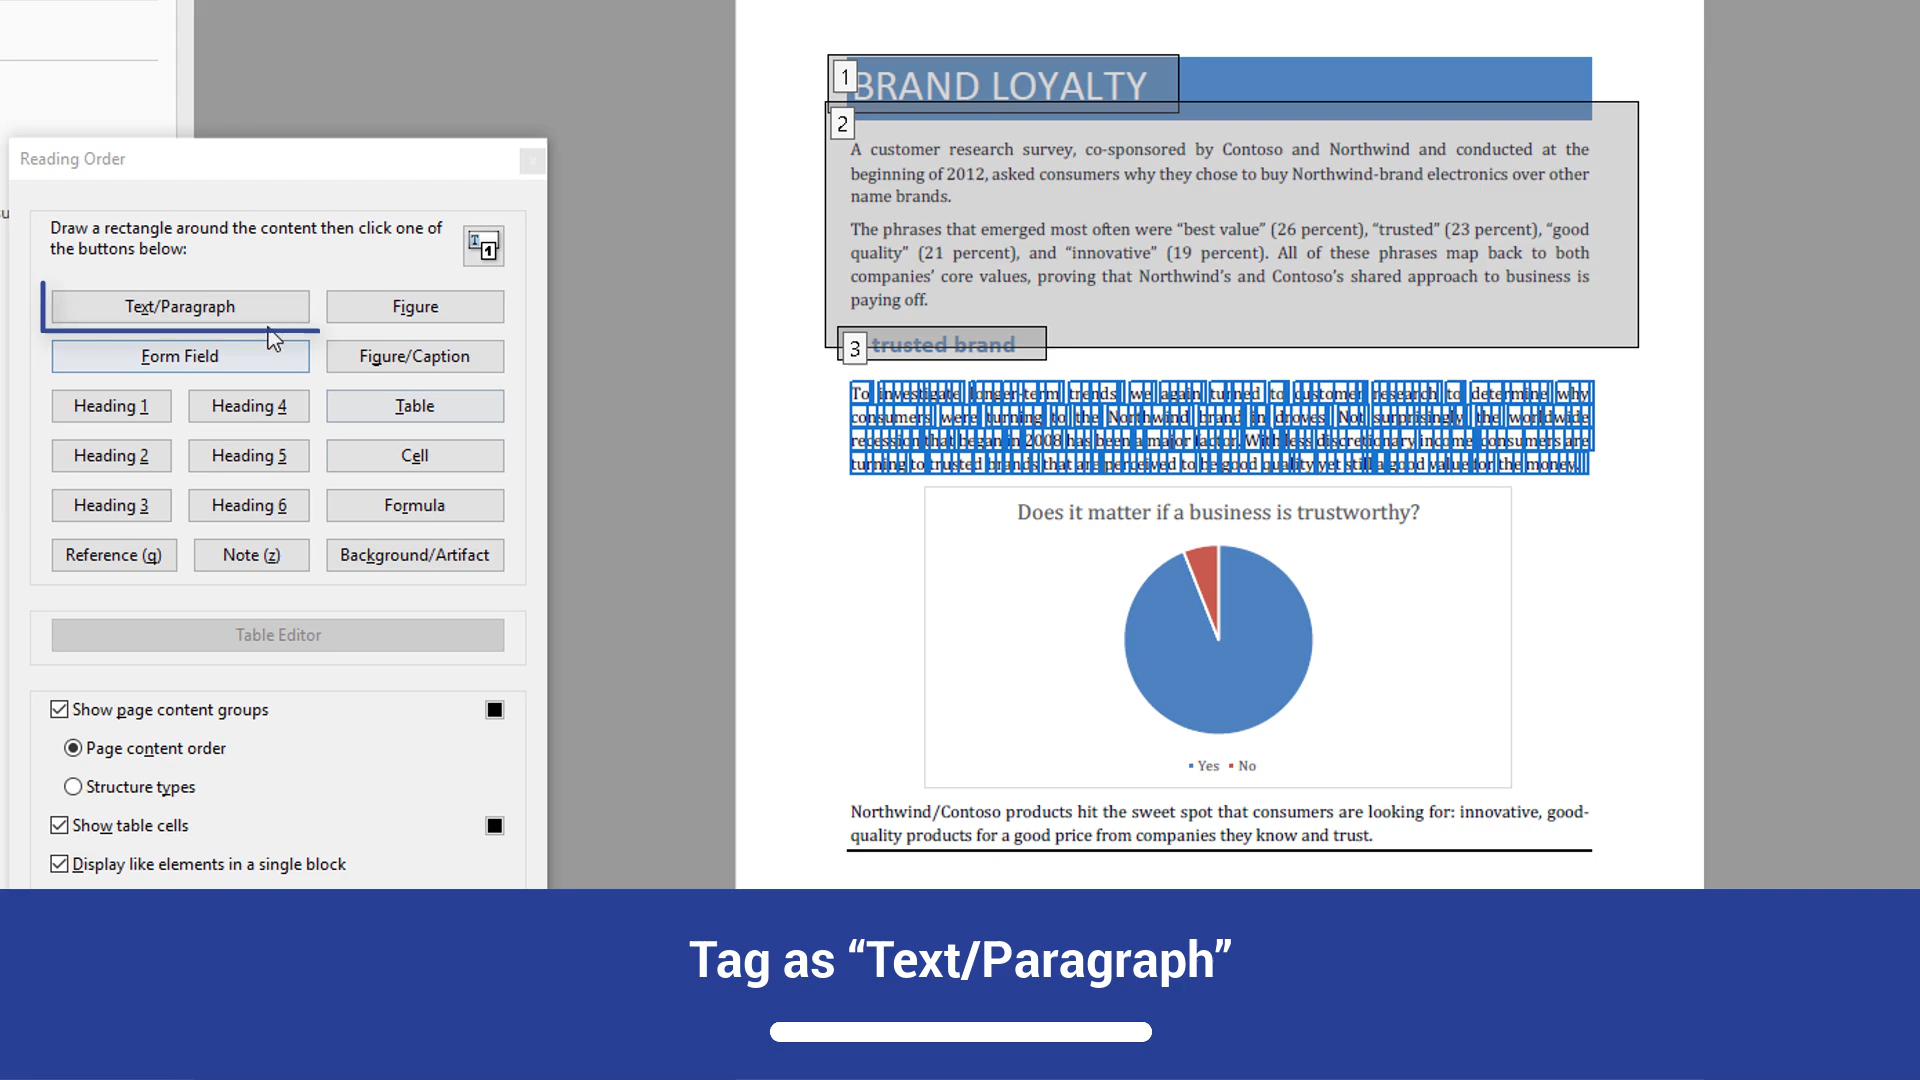 Reading Order
su
Draw a rectangle around the content then click one of
the buttons below:
Text/Paragraph
Figure
Form Field
Figure/Caption
Heading 1
Heading 4
Table
Heading 2
Heading 5
Cell
Heading 3
Heading 6
Formula
Reference (q)
Note (z)
Background/Artifact
Table Editor
Show page content groups
Page content order
Structure types
Show table cells
Display like elements in a single block
1
BRAND LOYALTY
2
A customer research survey, co-sponsored by Contoso and Northwind and conducted at the
beginning of 2012, asked consumers why they chose to buy Northwind-brand electronics over other
name brands.
The phrases that emerged most often were “best value” (26 percent), “trusted” (23 percent), “good
quality” (21 percent), and “innovative” (19 percent). All of these phrases map back to both
companies’ core values, proving that Northwind’s and Contoso’s shared approach to business is
paying off.
3
trusted brand
To investigate longer-term trends, we again turned to customer research to determine why
consumers were turning to the Northwind brand in droves. Not surprisingly, the worldwide
recession that began in 2008 has been a major factor. With less discretionary income, consumers are
turning to trusted brands that are perceived to be good quality yet still a good value for the money.
Does it matter if a business is trustworthy?
Yes No
Northwind/Contoso products hit the sweet spot that consumers are looking for: innovative, good-
quality products for a good price from companies they know and trust.
Tag as “Text/Paragraph”